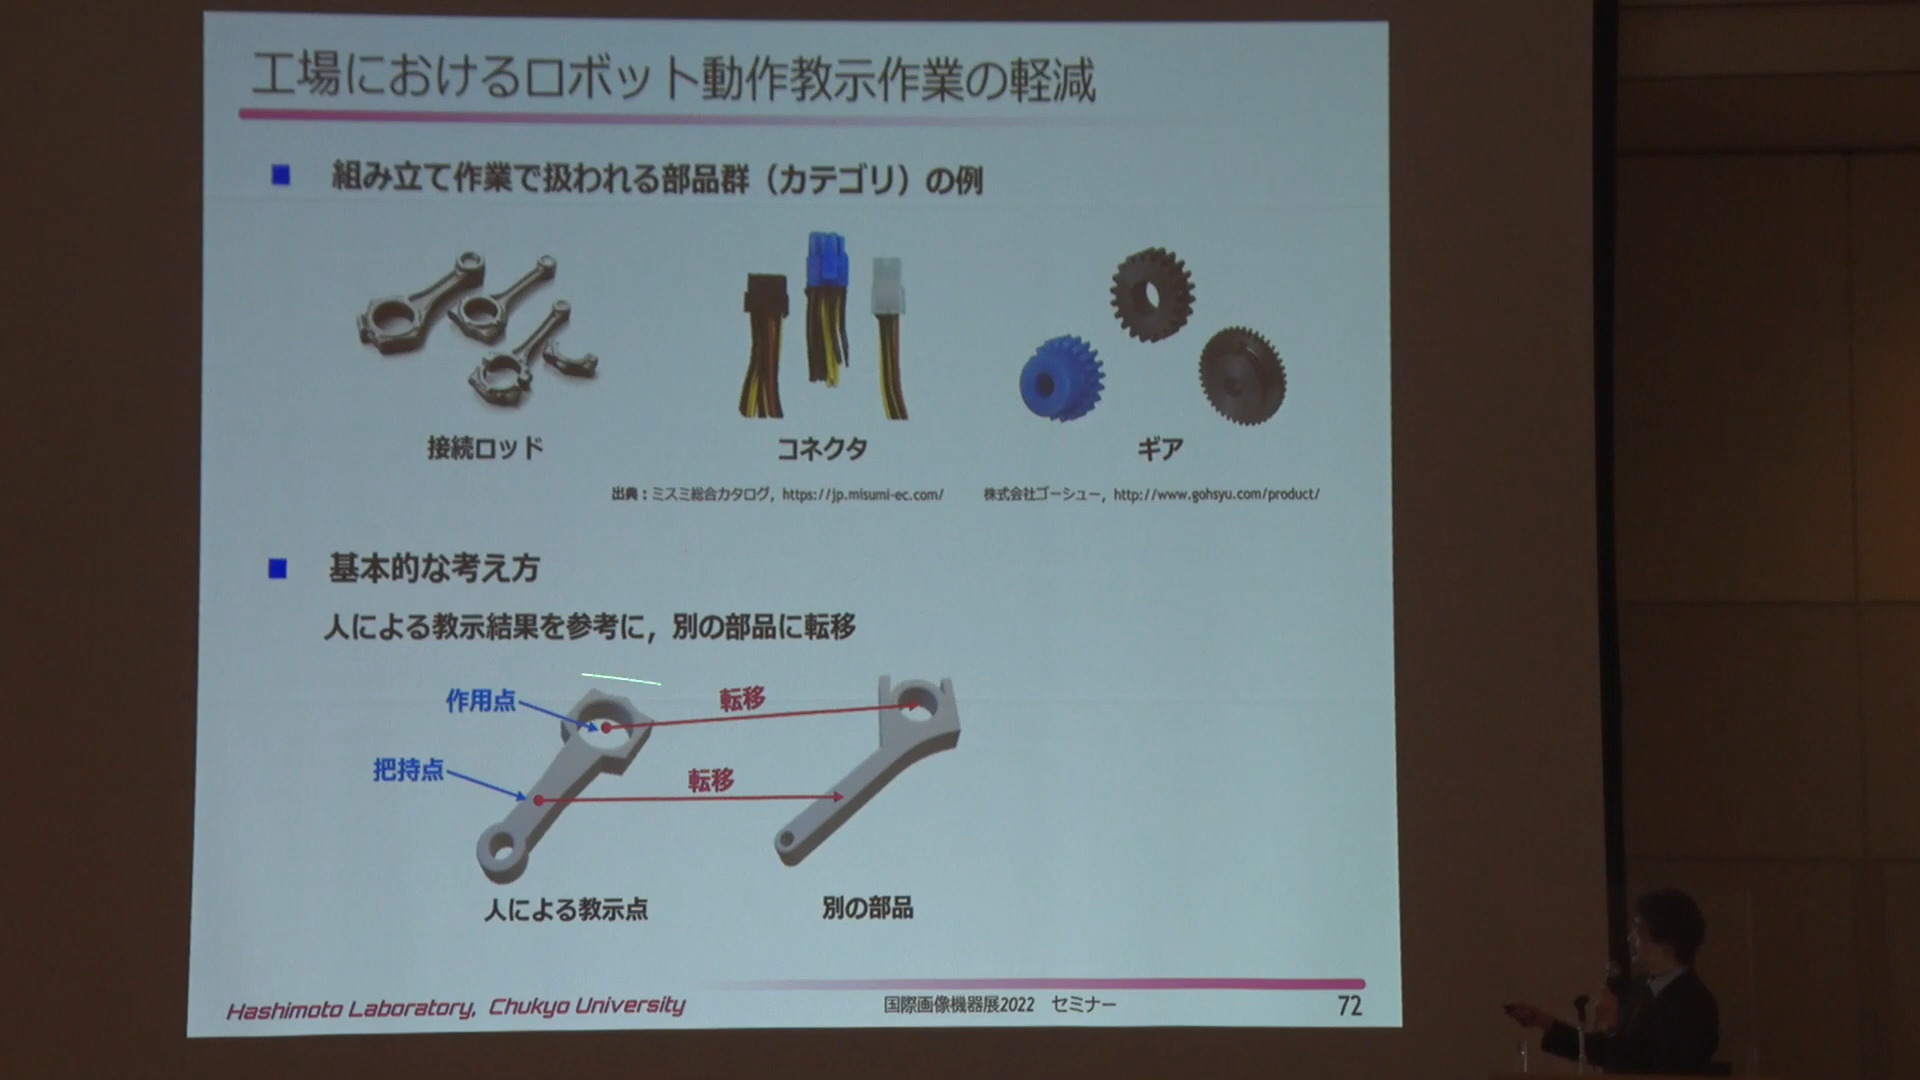 工場におけるロボット動作教示作業の軽減
組み立て作業で扱われる部品群（カテゴリ）の例
接続ロッド
コネクタ
ギア
出典：ミスミ総合カタログ，https://jp.misumi-ec.com/
株式会社ゴーシュー，http://www.gohsyu.com/product/
基本的な考え方
人による教示結果を参考に，別の部品に転移
作用点
転移
把持点
転移
人による教示点
別の部品
Hashimoto Laboratory, Chukyo University
国際画像機器展2022　セミナー
72